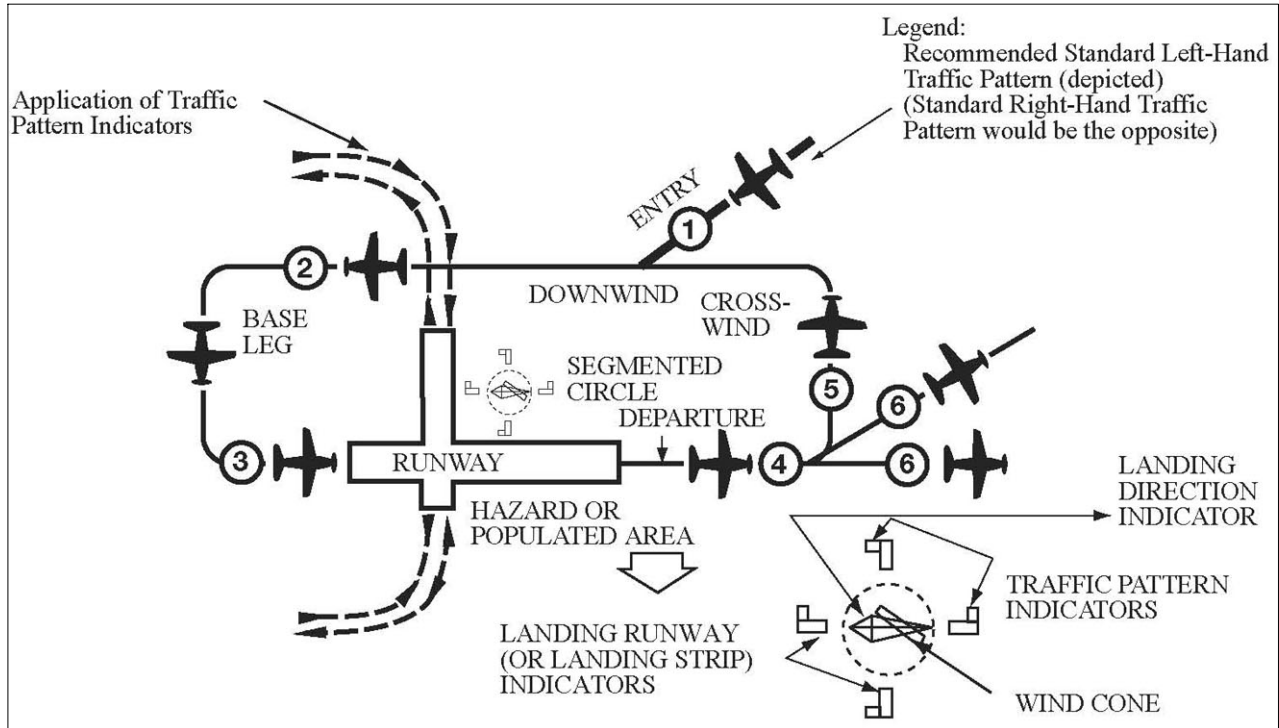 Legend:
Recommended Standard Left-Hand
Traffic Pattern (depicted)
(Standard Right-Hand Traffic
Pattern would be the opposite)
Application of Traffic
Pattern Indicators
ENTRY
1
2
DOWNWIND
CROSS-
WIND
BASE
LEG
SEGMENTED
CIRCLE
5
6
DEPARTURE
3
RUNWAY
4
6
LANDING
DIRECTION
INDICATOR
HAZARD OR
POPULATED AREA
TRAFFIC PATTERN
INDICATORS
LANDING RUNWAY
(OR LANDING STRIP)
INDICATORS
WIND CONE